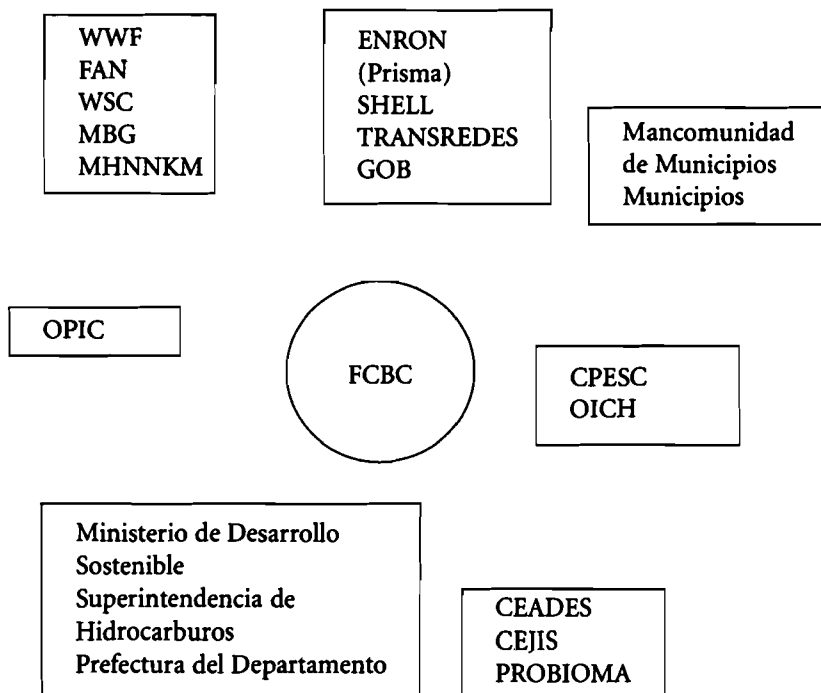 WWF
FAN
WSC
MBG
MHNNKM
ENRON
(Prisma)
SHELL
TRANSREDES
GOB
Mancomunidad
de Municipios
Municipios
OPIC
FCBC
CPESC
OICH
Ministerio de Desarrollo
Sostenible
Superintendencia de
Hidrocarburos
Prefectura del Departamento
CEADES
CEJIS
PROBIOMA